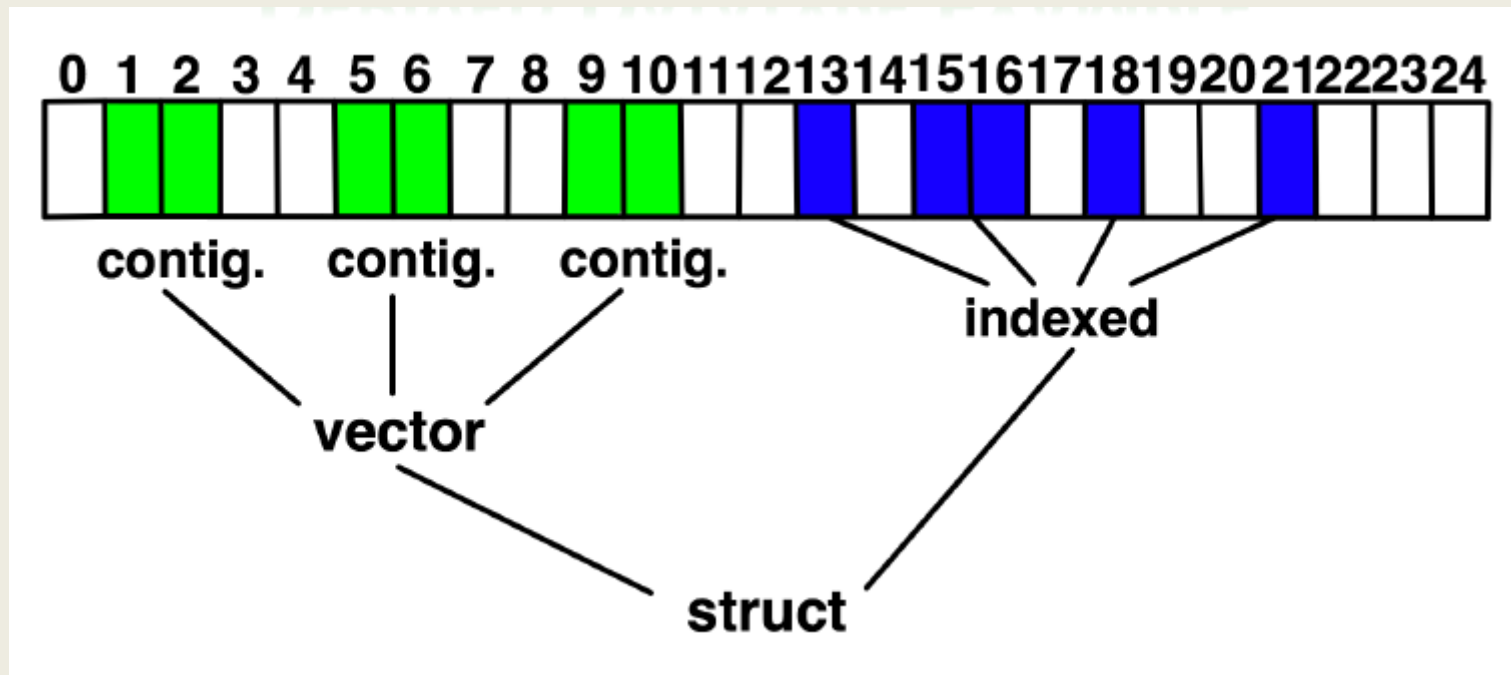 0 1 2 3 4 5 6 7 8 9 10 11 12 13 14 15 16 17 18 19 20 21 22 23 24
contig. contig. contig.
indexed
vector
struct